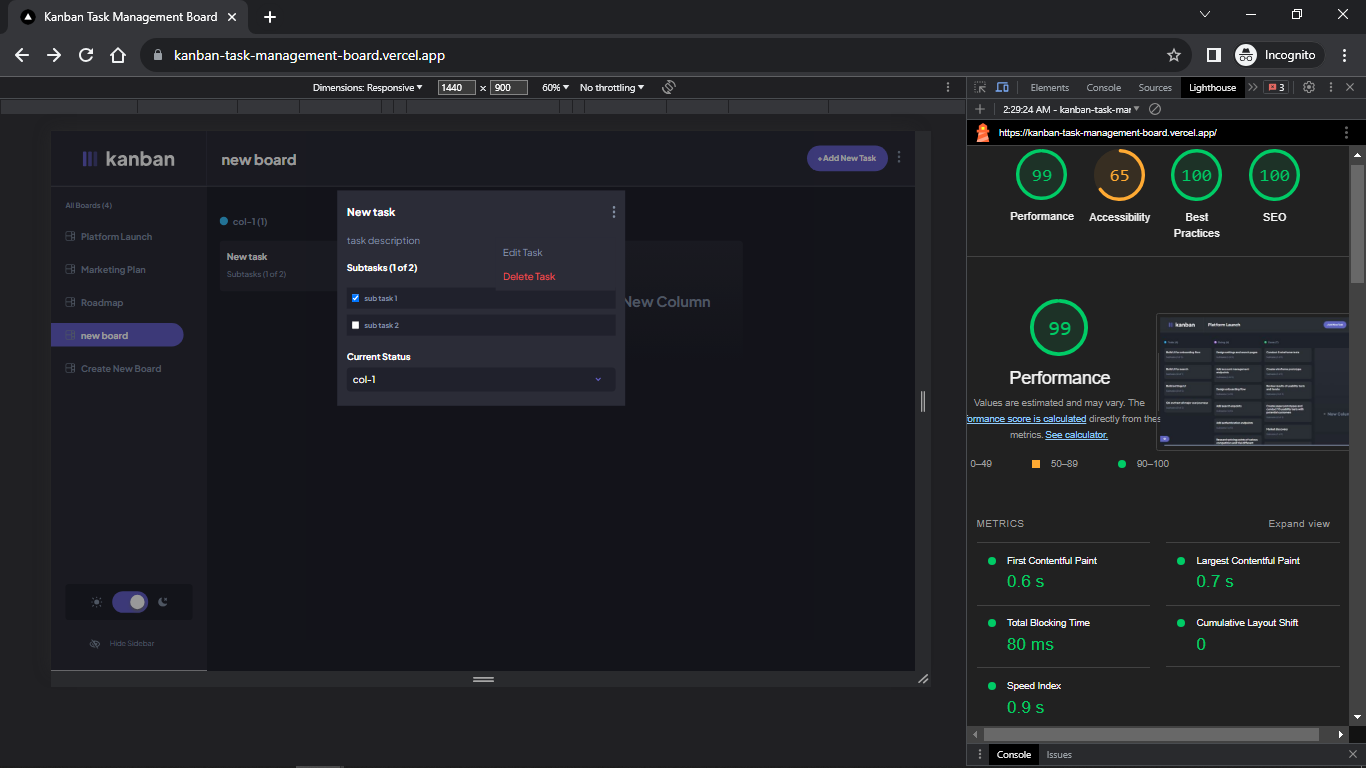 Kanban Task Management Board
kanban-task-management-board.vercel.app
Incognito
Dimensions: Responsive
1440 x 900
60%
No throttling
Elements
Console
Sources
Lighthouse
3
2:29:24 AM - kanban-task-mar
https://kanban-task-management-board.vercel.app/
kanban
new board
+Add New Task
All Boards (4)
Platform Launch
Marketing Plan
Roadmap
new board
Create New Board
Hide Sidebar
col-1 (1)
New task
Subtasks (1 of 2)
New Column
New task
task description
Edit Task
Delete Task
Subtasks (1 of 2)
sub task 1
sub task 2
Current Status
col-1
99
Performance
65
Accessibility
100
Best
Practices
100
SEO
99
Performance
Values are estimated and may vary. The
formance score is calculated directly from thes
metrics. See calculator.
0–49
50–89
90–100
kanban
Platform Launch
METRICS
Expand view
First Contentful Paint
0.6 s
Largest Contentful Paint
0.7 s
Total Blocking Time
80 ms
Cumulative Layout Shift
0
Speed Index
0.9 s
Console
Issues